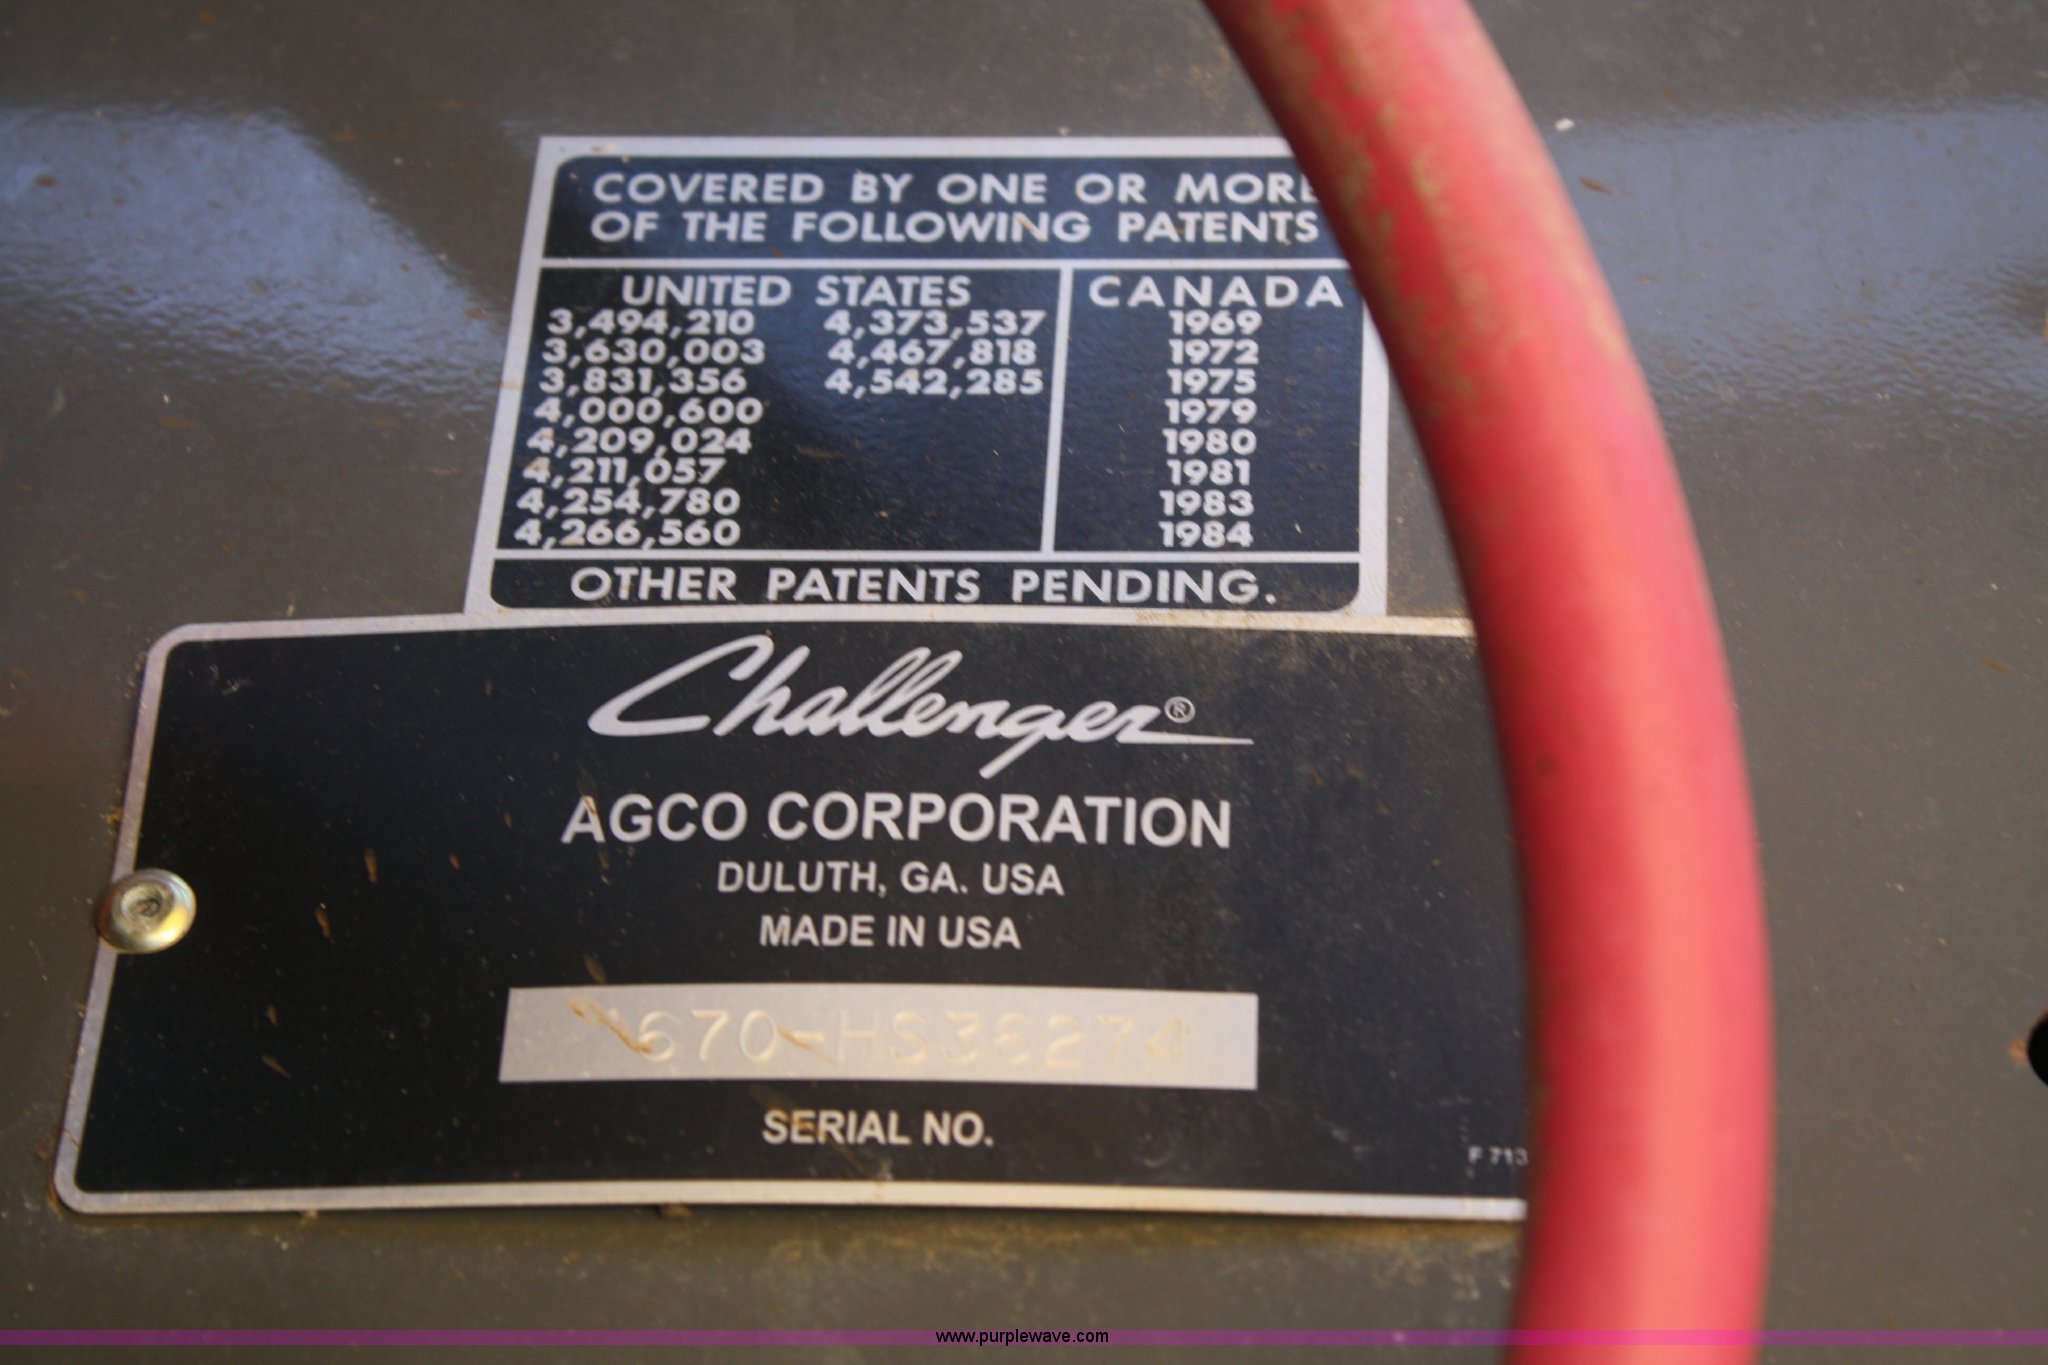 COVERED BY ONE OR MORE
OF THE FOLLOWING PATENTS
UNITED STATES CANADA
3,494,210 4,373,537 1969
3,630,003 4,467,818 1972
3,831,356 4,542,285 1975
4,000,600 1979
4,209,024 1980
4,211,057 1981
4,254,780 1983
4,266,560 1984
OTHER PATENTS PENDING.
Challenger®
AGCO CORPORATION
DULUTH, GA. USA
MADE IN USA
SERIAL NO.
www.purplewave.com